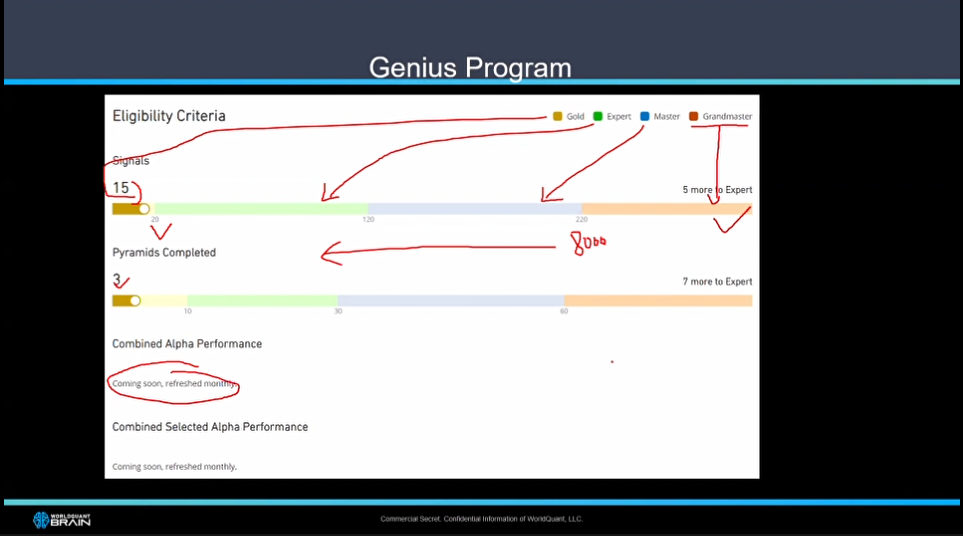 Genius Program
Eligibility Criteria
Gold Expert Master Grandmaster
Signals
15
5 more to Expert
20 120 220
8000
Pyramids Completed
3
7 more to Expert
10 30 60
Combined Alpha Performance
Coming soon, refreshed monthly.
Combined Selected Alpha Performance
Coming soon, refreshed monthly.
WORLDQUANT
BRAIN
Commercial Secret. Confidential Information of WorldQuant, LLC.